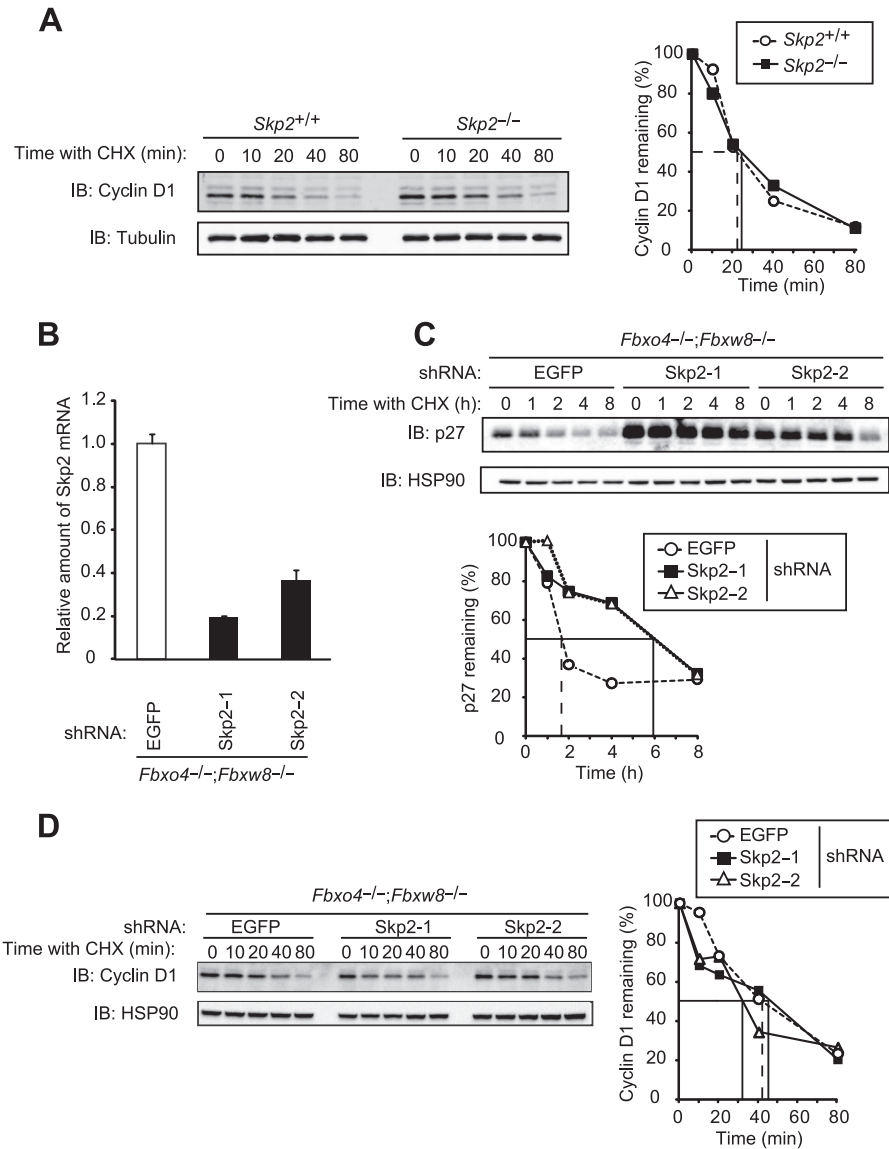 A
Skp2+/+
Skp2−/−
Time with CHX (min):
0 10 20 40 80
0 10 20 40 80
IB: Cyclin D1
IB: Tubulin
Skp2+/+
Skp2−/−
Cyclin D1 remaining (%)
100
80
60
40
20
0
0 20 40 60 80
Time (min)
B
Relative amount of Skp2 mRNA
1.2
1.0
0.8
0.6
0.4
0.2
0
shRNA:
EGFP
Skp2–1
Skp2–2
Fbxo4−/−;Fbxw8−/−
C
Fbxo4−/−;Fbxw8−/−
shRNA:
EGFP
Skp2-1
Skp2-2
Time with CHX (h):
0 1 2 4 8
0 1 2 4 8
0 1 2 4 8
IB: p27
IB: HSP90
EGFP
Skp2–1
Skp2–2
shRNA
p27 remaining (%)
100
80
60
40
20
0
0 2 4 6 8
Time (h)
D
Fbxo4−/−;Fbxw8−/−
shRNA:
EGFP
Skp2-1
Skp2-2
Time with CHX (min):
0 10 20 40 80
0 10 20 40 80
0 10 20 40 80
IB: Cyclin D1
IB: HSP90
EGFP
Skp2–1
Skp2–2
shRNA
Cyclin D1 remaining (%)
100
80
60
40
20
0
0 20 40 60 80
Time (min)